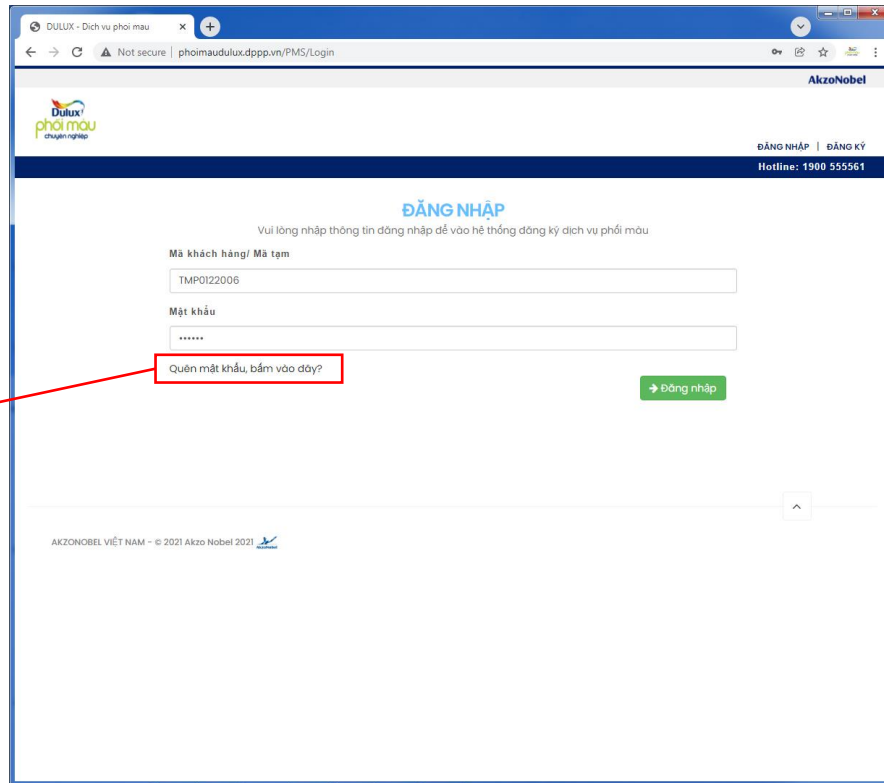 DULUX - Dich vu phoi mau
Not secure | phoimaudulux.dppp.vn/PMS/Login
AkzoNobel
Dulux
phối màu
chuyên nghiệp
ĐĂNG NHẬP | ĐĂNG KÝ
Hotline: 1900 555561
ĐĂNG NHẬP
Vui lòng nhập thông tin đăng nhập để vào hệ thống đăng ký dịch vụ phối màu
Mã khách hàng/ Mã tạm
TMP0122006
Mật khẩu
••••••
Quên mật khẩu, bấm vào đây?
Đăng nhập
AKZONOBEL VIỆT NAM - © 2021 Akzo Nobel 2021